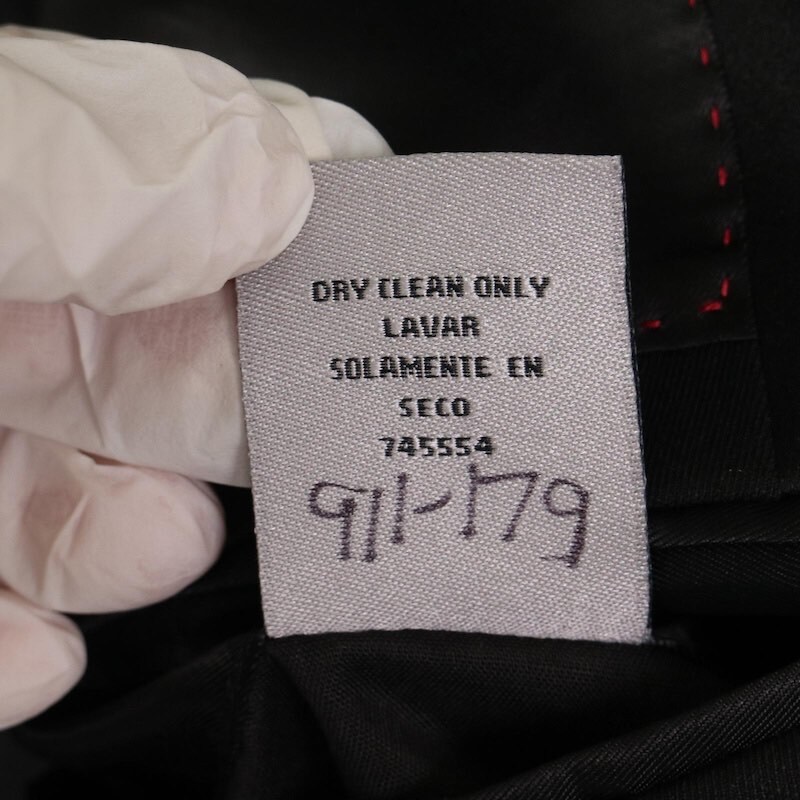 DRY CLEAN ONLY
LAVAR
SOLAMENTE EN
SECO
745554
911-179